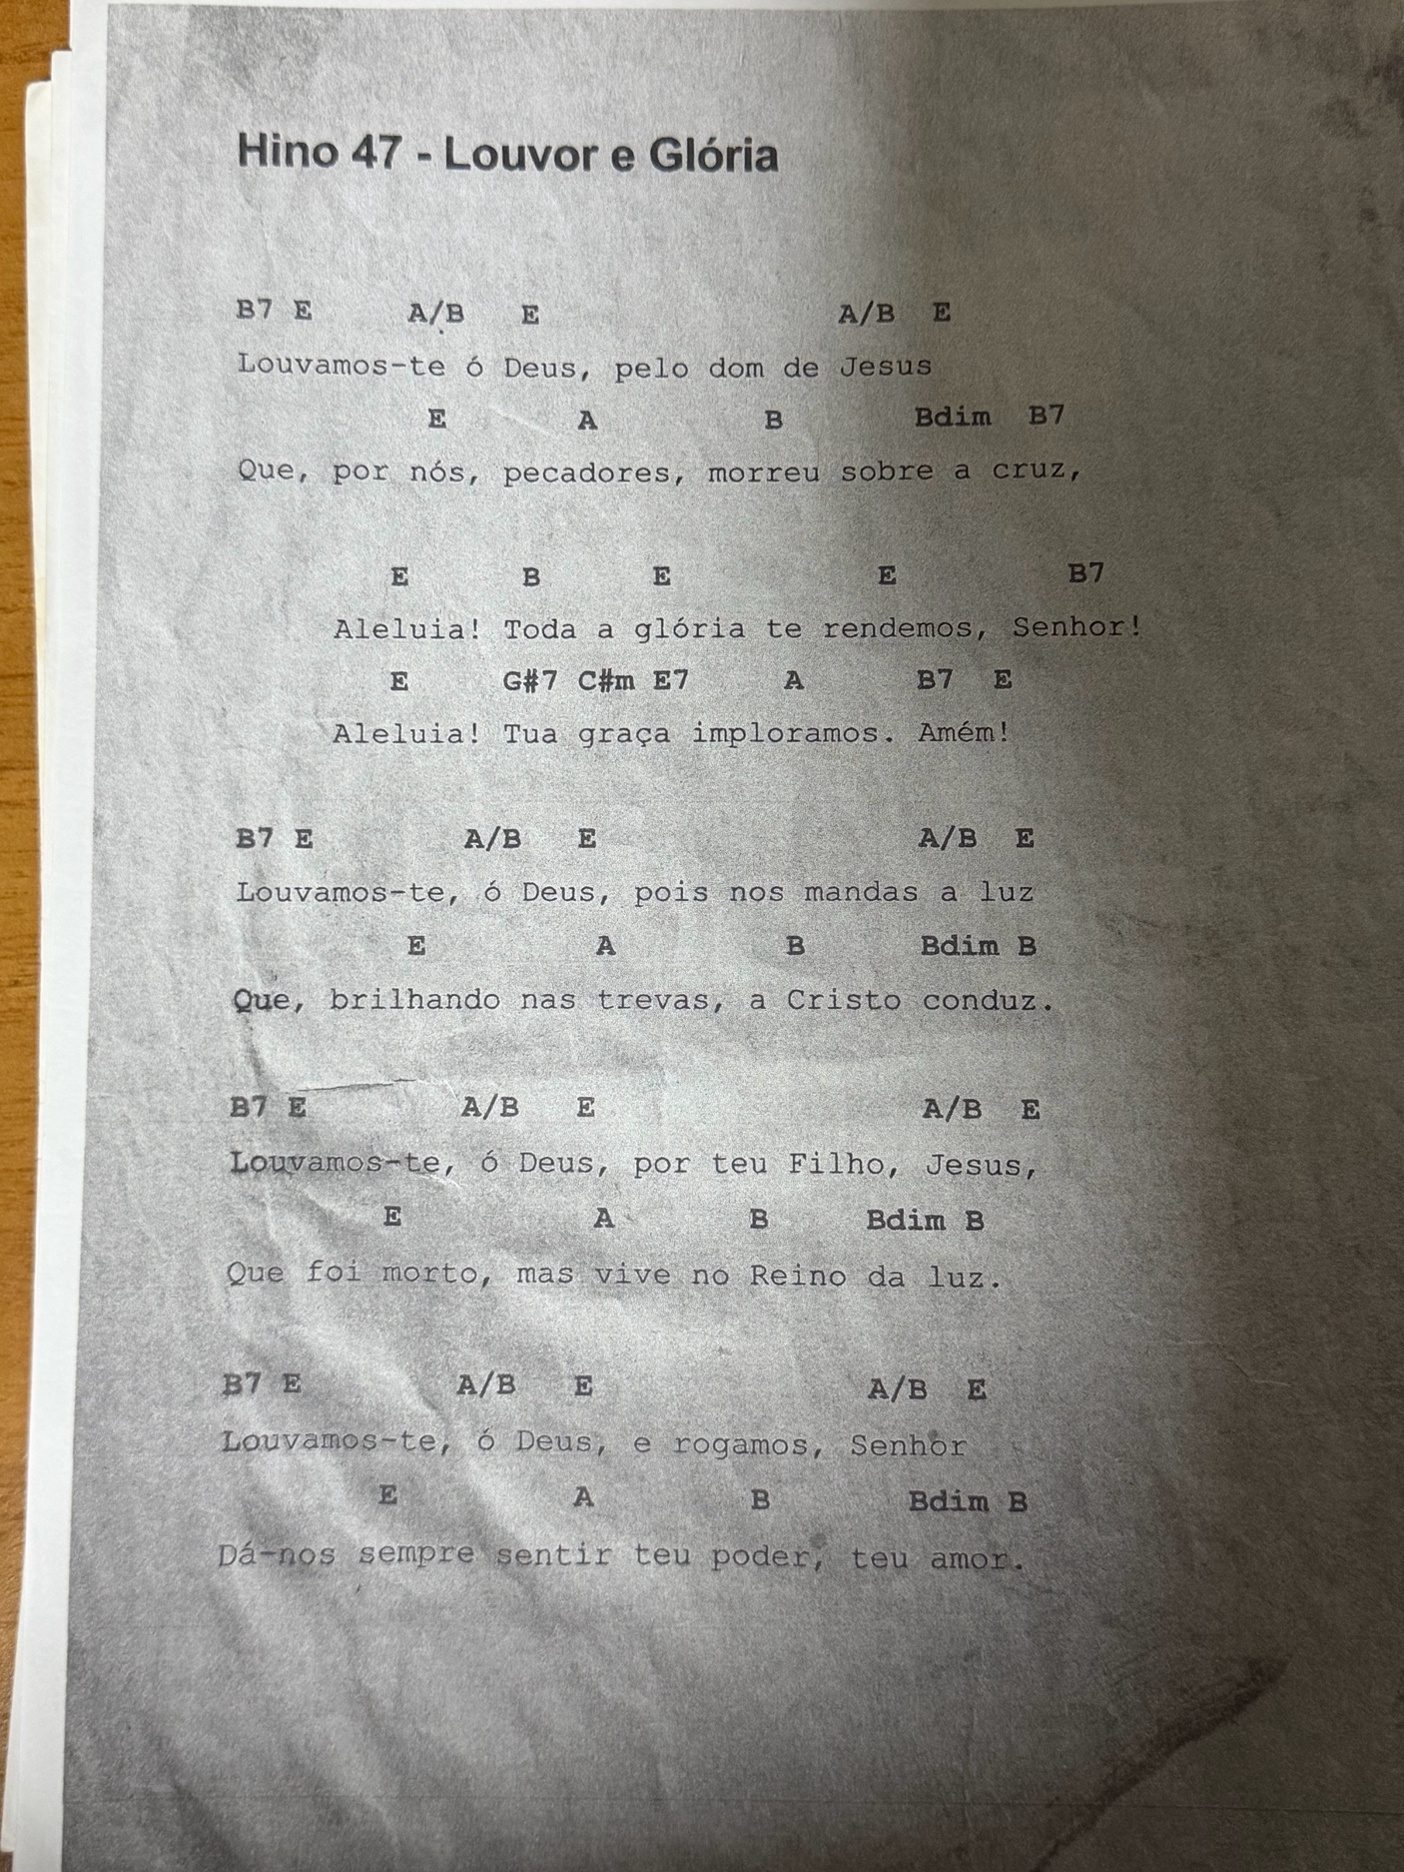 Hino 47 - Louvor e Glória
B7 E A/B E A/B E
Louvamos-te ó Deus, pelo dom de Jesus
E A B Bdim B7
Que, por nós, pecadores, morreu sobre a cruz,
E B E E B7
Aleluia! Toda a glória te rendemos, Senhor!
E G#7 C#m E7 A B7 E
Aleluia! Tua graça imploramos. Amém!
B7 E A/B E A/B E
Louvamos-te, ó Deus, pois nos mandas a luz
E A B Bdim B
Que, brilhando nas trevas, a Cristo conduz.
B7 E A/B E A/B E
Louvamos-te, ó Deus, por teu Filho, Jesus,
E A B Bdim B
Que foi morto, mas vive no Reino da luz.
B7 E A/B E A/B E
Louvamos-te, ó Deus, e rogamos, Senhor
E A B Bdim B
Dá-nos sempre sentir teu poder, teu amor.